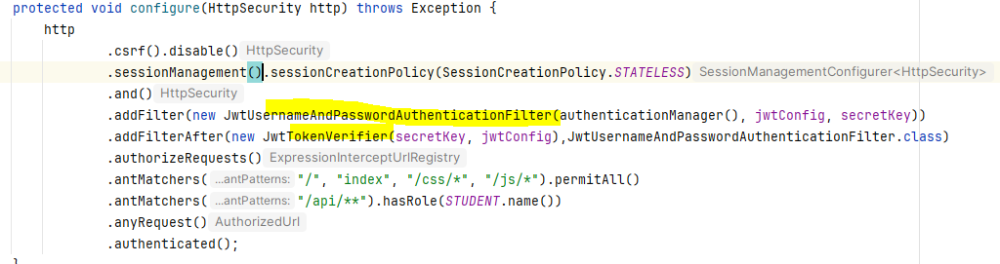 protected void configure(HttpSecurity http) throws Exception {
http
.csrf().disable() HttpSecurity
.sessionManagement().sessionCreationPolicy(SessionCreationPolicy.STATELESS) SessionManagementConfigurer<HttpSecurity>
.and() HttpSecurity
.addFilter(new JwtUsernameAndPasswordAuthenticationFilter(authenticationManager(), jwtConfig, secretKey))
.addFilterAfter(new JwtTokenVerifier(secretKey, jwtConfig),JwtUsernameAndPasswordAuthenticationFilter.class)
.authorizeRequests() ExpressionInterceptUrlRegistry
.antMatchers( ...antPatterns: "/", "index", "/css/*", "/js/*").permitAll()
.antMatchers( ...antPatterns: "/api/**").hasRole(STUDENT.name())
.anyRequest() AuthorizedUrl
.authenticated();
}